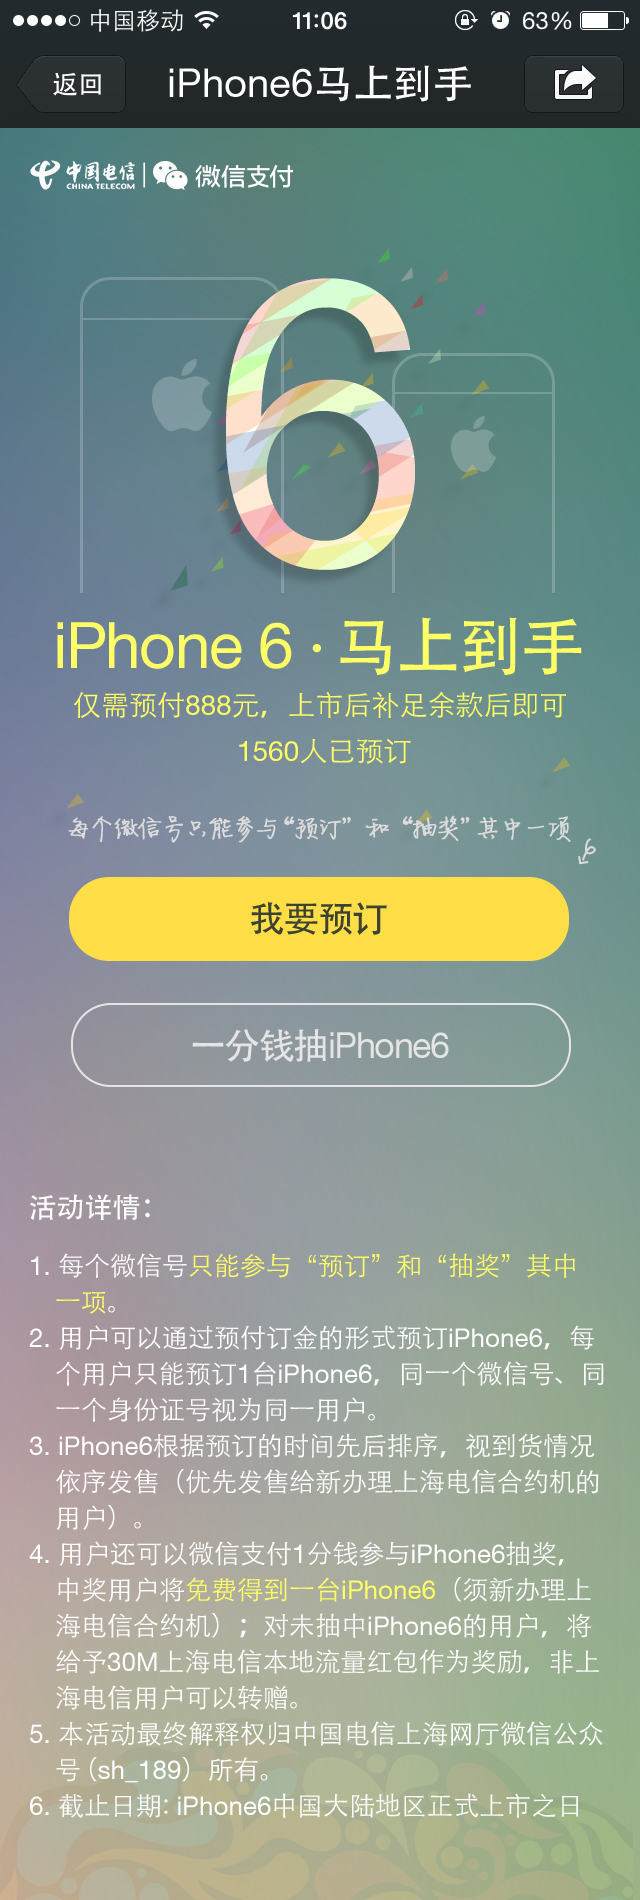 中国移动 11:06 63%
返回 iPhone6马上到手
中国电信 CHINA TELECOM 微信支付
6
iPhone 6 · 马上到手
仅需预付888元，上市后补足余款后即可
1560人已预订
每个微信号只能参与“预订”和“抽奖”其中一项
6
我要预订
一分钱抽iPhone6
活动详情：
1. 每个微信号只能参与“预订”和“抽奖”其中
一项。
2. 用户可以通过预付订金的形式预订iPhone6，每
个用户只能预订1台iPhone6，同一个微信号、同
一个身份证号视为同一用户。
3. iPhone6根据预订的时间先后排序，视到货情况
依序发售（优先发售给新办理上海电信合约机的
用户）。
4. 用户还可以微信支付1分钱参与iPhone6抽奖，
中奖用户将免费得到一台iPhone6（须新办理上
海电信合约机）；对未抽中iPhone6的用户，将
给予30M上海电信本地流量红包作为奖励，非上
海电信用户可以转赠。
5. 本活动最终解释权归中国电信上海网厅微信公众
号 (sh_189）所有。
6. 截止日期: iPhone6中国大陆地区正式上市之日